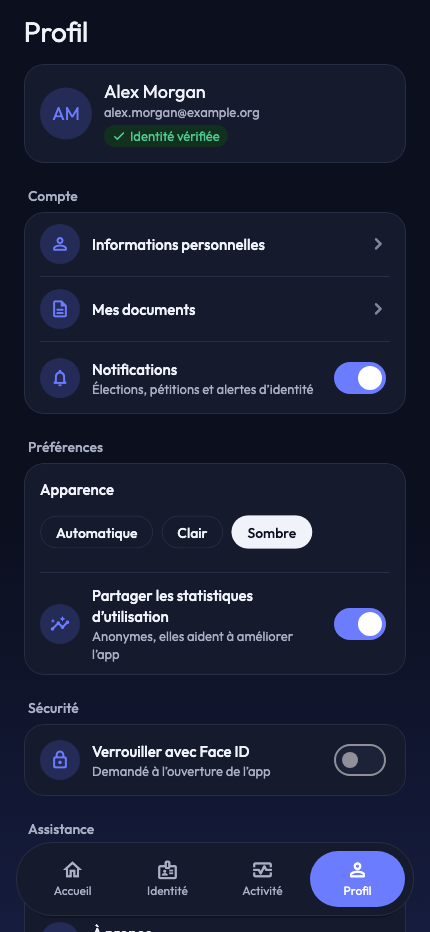 Profil
AM
Alex Morgan
alex.morgan@example.org
Identité vérifiée
Compte
Informations personnelles
Mes documents
Notifications
Élections, pétitions et alertes d'identité
Préférences
Apparence
Automatique
Clair
Sombre
Partager les statistiques
d'utilisation
Anonymes, elles aident à améliorer
l'app
Sécurité
Verrouiller avec Face ID
Demandé à l'ouverture de l'app
Assistance
Accueil
Identité
Activité
Profil